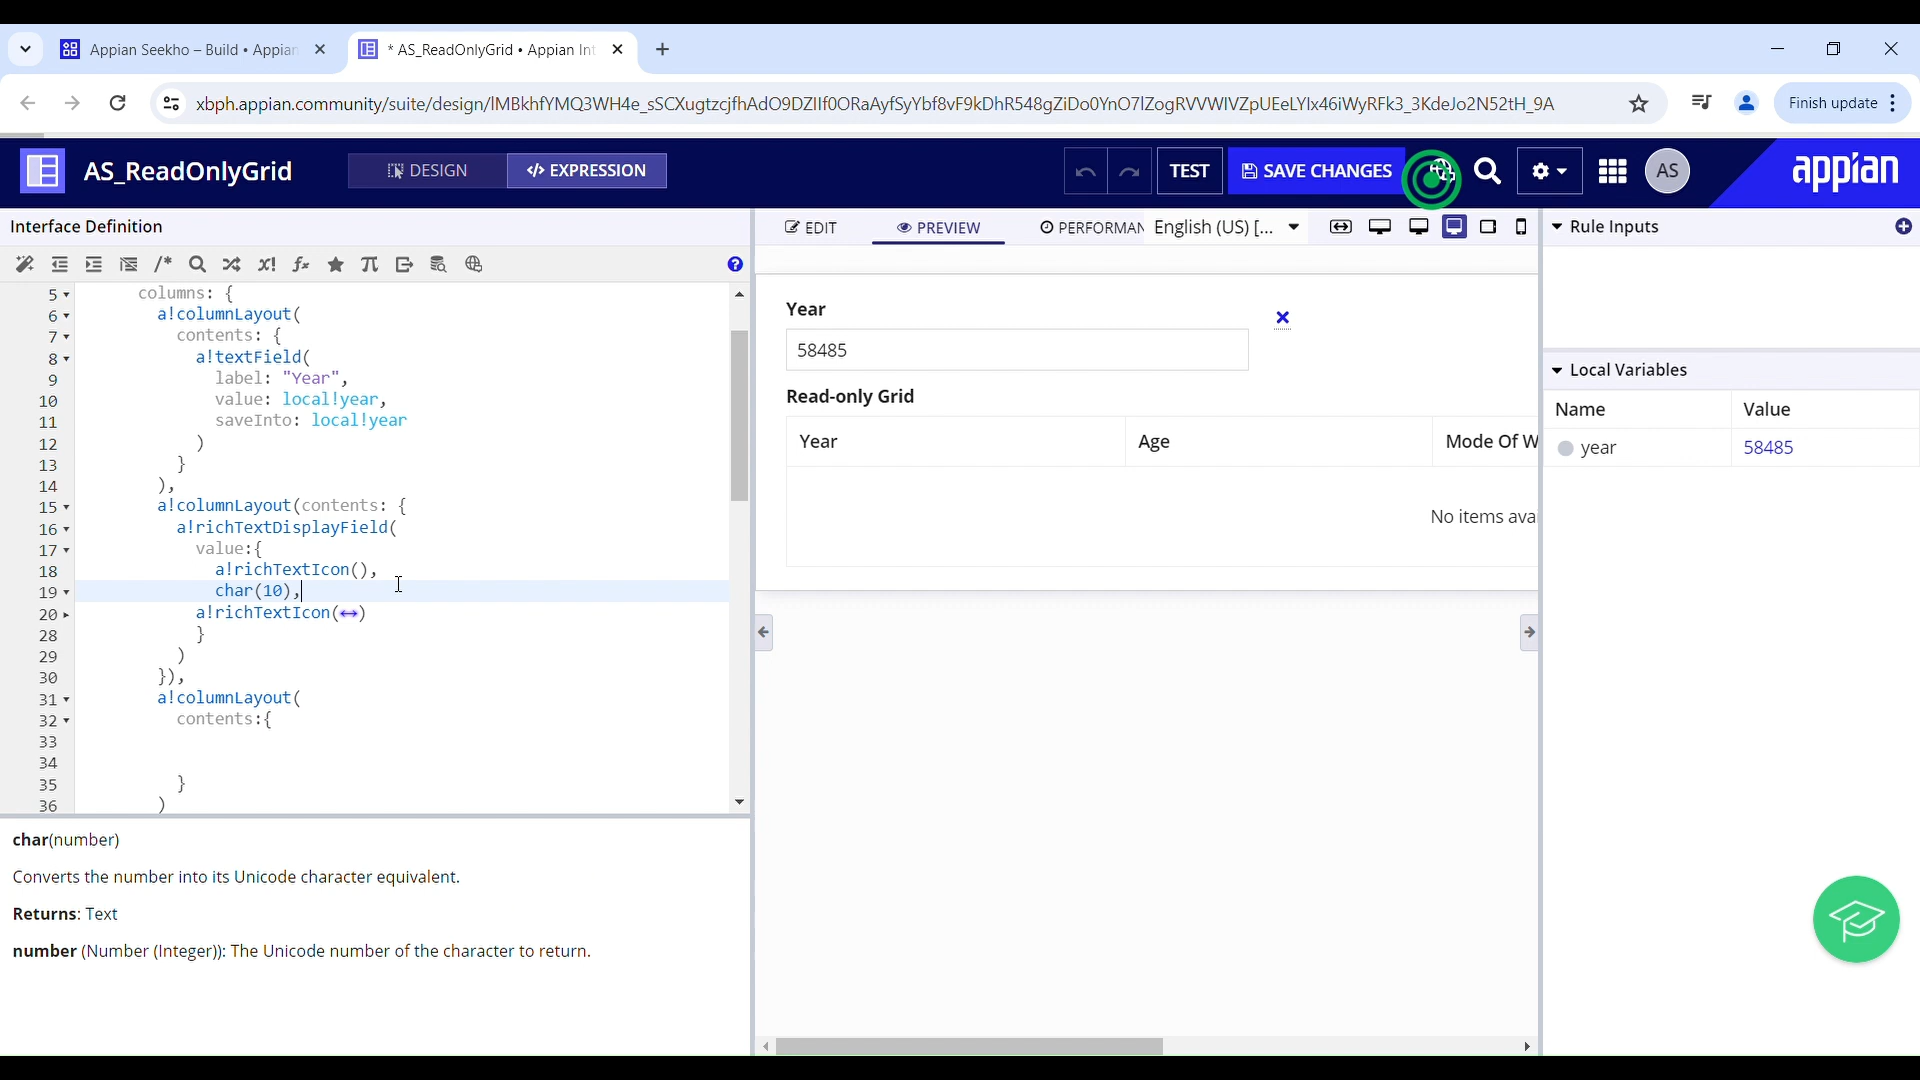 Appian Seekho – Build • Appian
* AS_ReadOnlyGrid • Appian Int
xbph.appian.community/suite/design/lMBkhfYMQ3WH4e_sSCXugtzcjfhAdO9DZIIf0ORaAyfSyYbf8vF9kDhR548gZiDo0YnO7lZogRVVWIVZpUEeLYlx46iWyRFk3_3KdeJo2N52tH_9A
Finish update
AS_ReadOnlyGrid
DESIGN
</> EXPRESSION
TEST
SAVE CHANGES
AS
appian
Interface Definition
EDIT
PREVIEW
PERFORMAN
English (US) [...
Rule Inputs
5 columns: {
6 a!columnLayout(
7 contents: {
8 a!textField(
9 label: "Year",
10 value: local!year,
11 saveInto: local!year
12 )
13 }
14 ),
15 a!columnLayout(contents: {
16 a!richTextDisplayField(
17 value:{
18 a!richTextIcon(),
19 char(10),
20 a!richTextIcon(↔)
28 }
29 )
30 }),
31 a!columnLayout(
32 contents:{
33
34
35 }
36 )
char(number)
Converts the number into its Unicode character equivalent.
Returns: Text
number (Number (Integer)): The Unicode number of the character to return.
Year
58485
Read-only Grid
Year Age Mode Of W
No items ava
Local Variables
Name Value
year 58485